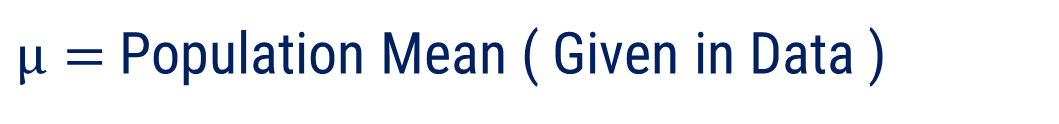 μ = Population Mean ( Given in Data )